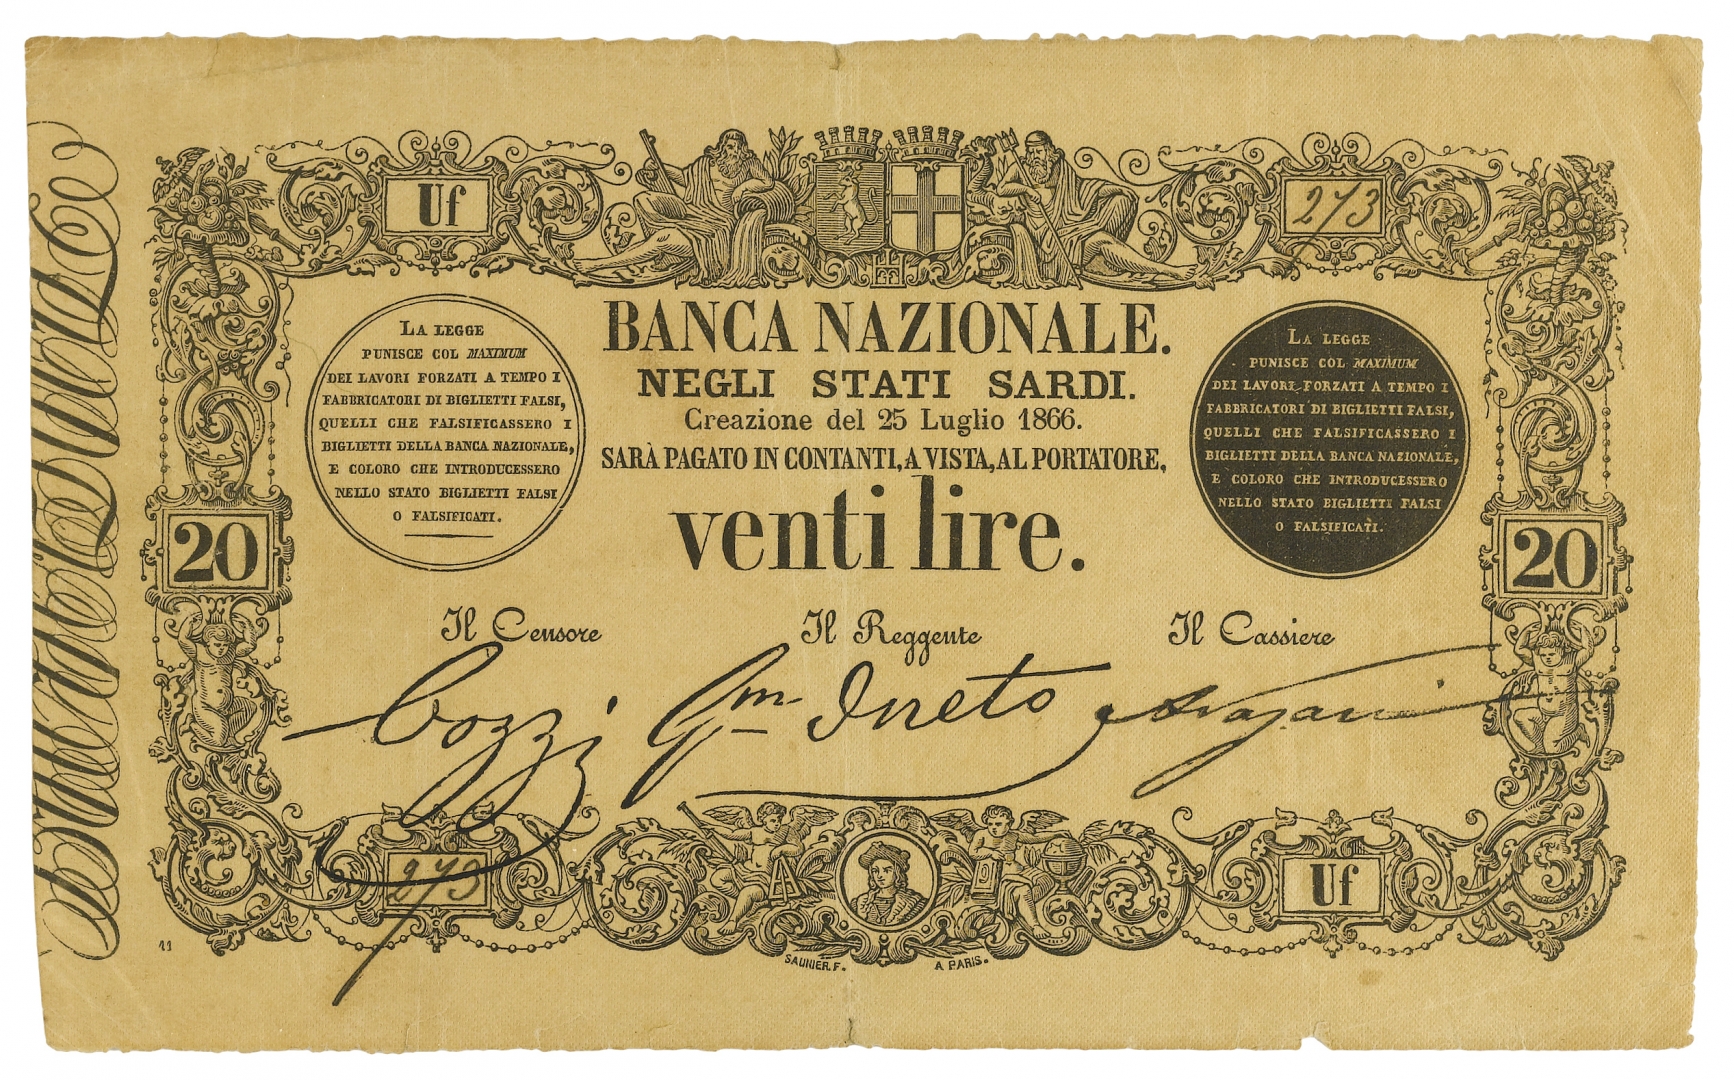 Uf
273
BANCA NAZIONALE.
NEGLI STATI SARDI.
Creazione del 25 Luglio 1866.
SARÀ PAGATO IN CONTANTI, A VISTA, AL PORTATORE,
venti lire.
LA LEGGE
PUNISCE COL MAXIMUM
DEI LAVORI FORZATI A TEMPO I
FABBRICATORI DI BIGLIETTI FALSI,
QUELLI CHE FALSIFICASSERO I
BIGLIETTI DELLA BANCA NAZIONALE,
E COLORO CHE INTRODUCESSERO
NELLO STATO BIGLIETTI FALSI
O FALSIFICATI.
LA LEGGE
PUNISCE COL MAXIMUM
DEI LAVORI FORZATI A TEMPO I
FABBRICATORI DI BIGLIETTI FALSI,
QUELLI CHE FALSIFICASSERO I
BIGLIETTI DELLA BANCA NAZIONALE,
E COLORO CHE INTRODUCESSERO
NELLO STATO BIGLIETTI FALSI
O FALSIFICATI.
20
20
Il Censore
Il Reggente
Il Cassiere
Cozzi
273
Uf
11
SAUNIER.F.
A PARIS.